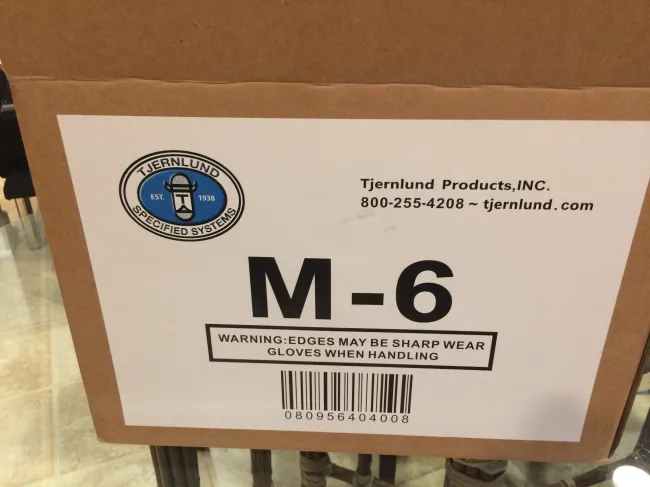 TJERNLUND
EST. 1938
SPECIFIED SYSTEMS
Tjernlund Products,INC.
800-255-4208 ~ tjernlund.com
M-6
WARNING:EDGES MAY BE SHARP WEAR
GLOVES WHEN HANDLING
080956404008